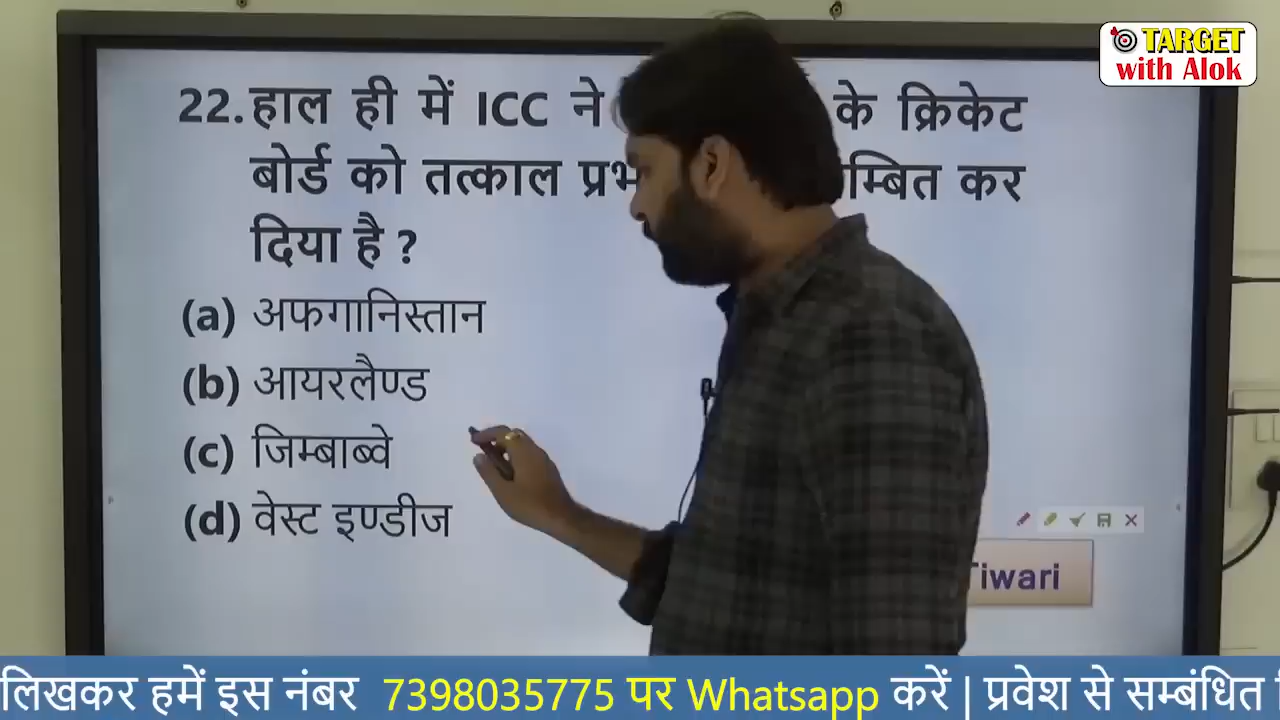 TARGET
with Alok
22. हाल ही में ICC ने के क्रिकेट
बोर्ड को तत्काल कर
दिया है ?
(a) अफगानिस्तान
(b) आयरलैण्ड
(c) जिम्बाब्वे
(d) वेस्ट इण्डीज
Tiwari
लिखकर हमें इस नंबर 7398035775 पर Whatsapp करें | प्रवेश से सम्बंधित